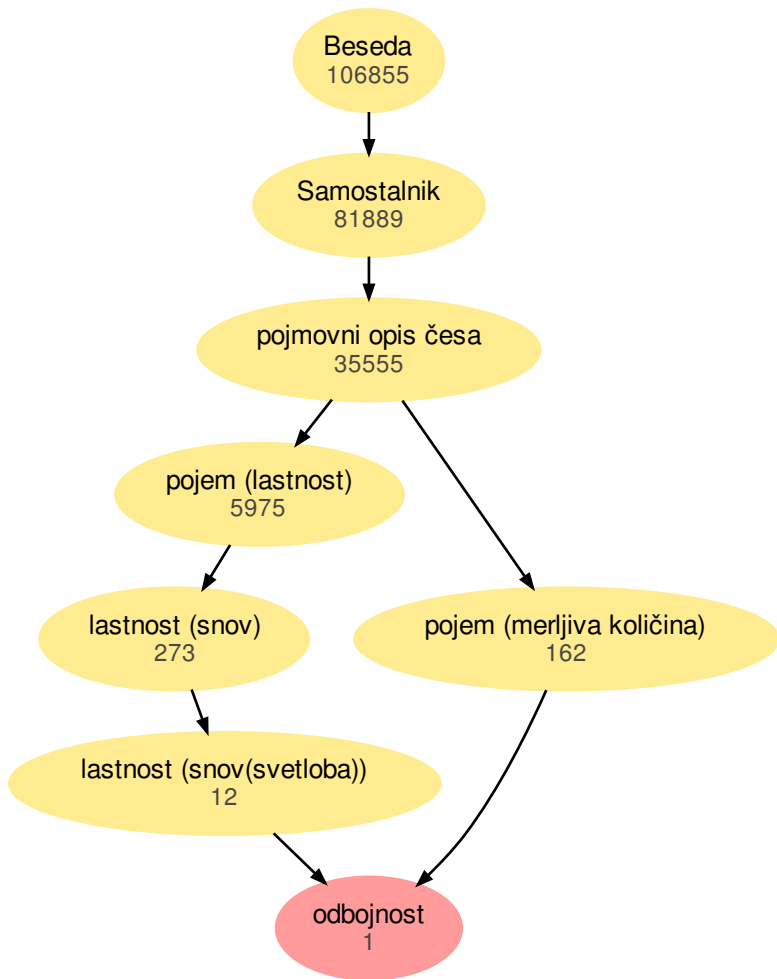 Beseda
106855
Samostalnik
81889
pojmovni opis česa
35555
pojem (lastnost)
5975
lastnost (snov)
273
pojem (merljiva količina)
162
lastnost (snov(svetloba))
12
odbojnost
1